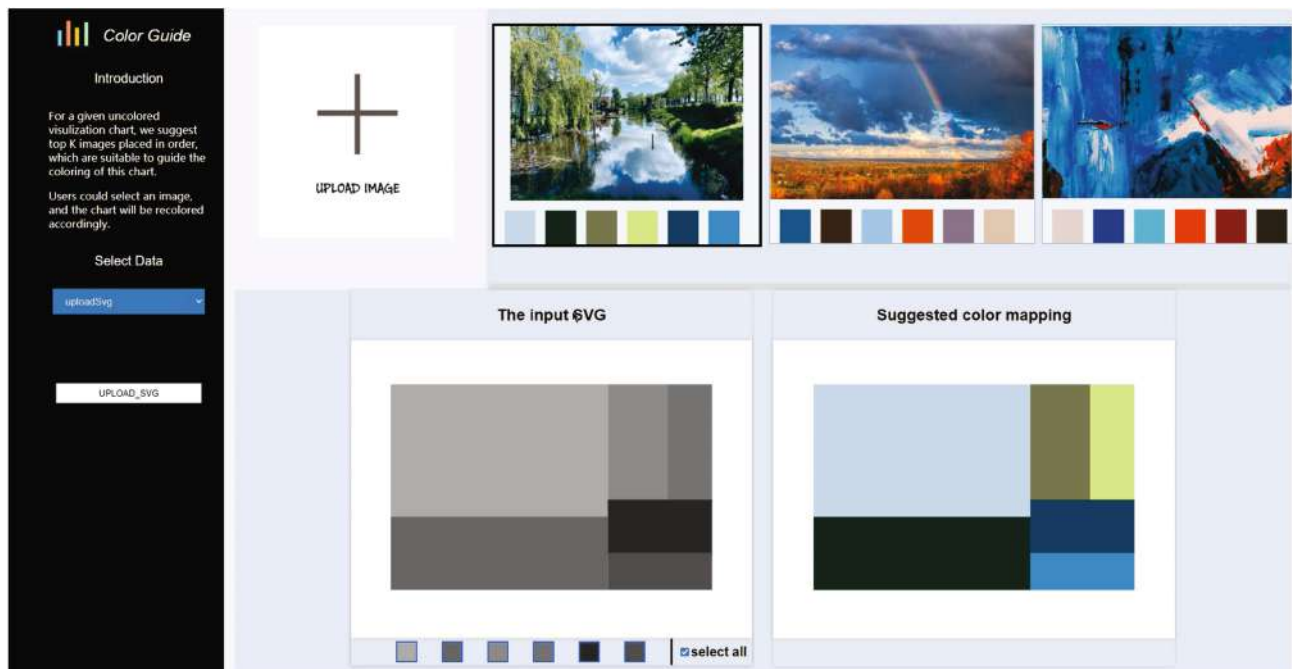 Color Guide
Introduction
For a given uncolored
visulization chart, we suggest
top K images placed in order,
which are suitable to guide the
coloring of this chart.
Users could select an image,
and the chart will be recolored
accordingly.
Select Data
uploadSvg
UPLOAD_SVG
UPLOAD IMAGE
The input SVG
Suggested color mapping
select all